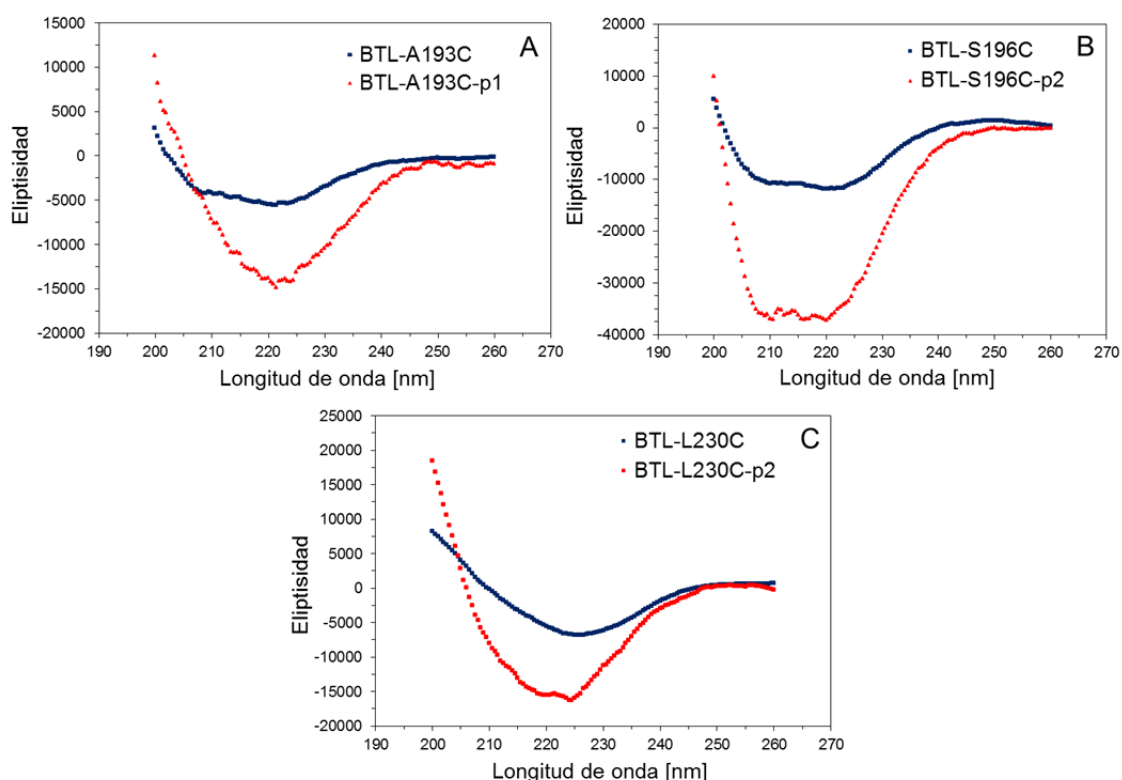 A
BTL-A193C
BTL-A193C-p1
15000
10000
5000
0
-5000
-10000
-15000
-20000
Eliptisidad
190 200 210 220 230 240 250 260 270
Longitud de onda [nm]
B
BTL-S196C
BTL-S196C-p2
20000
10000
0
-10000
-20000
-30000
-40000
Eliptisidad
190 200 210 220 230 240 250 260 270
Longitud de onda [nm]
C
BTL-L230C
BTL-L230C-p2
25000
20000
15000
10000
5000
0
-5000
-10000
-15000
-20000
Eliptisidad
190 200 210 220 230 240 250 260 270
Longitud de onda [nm]